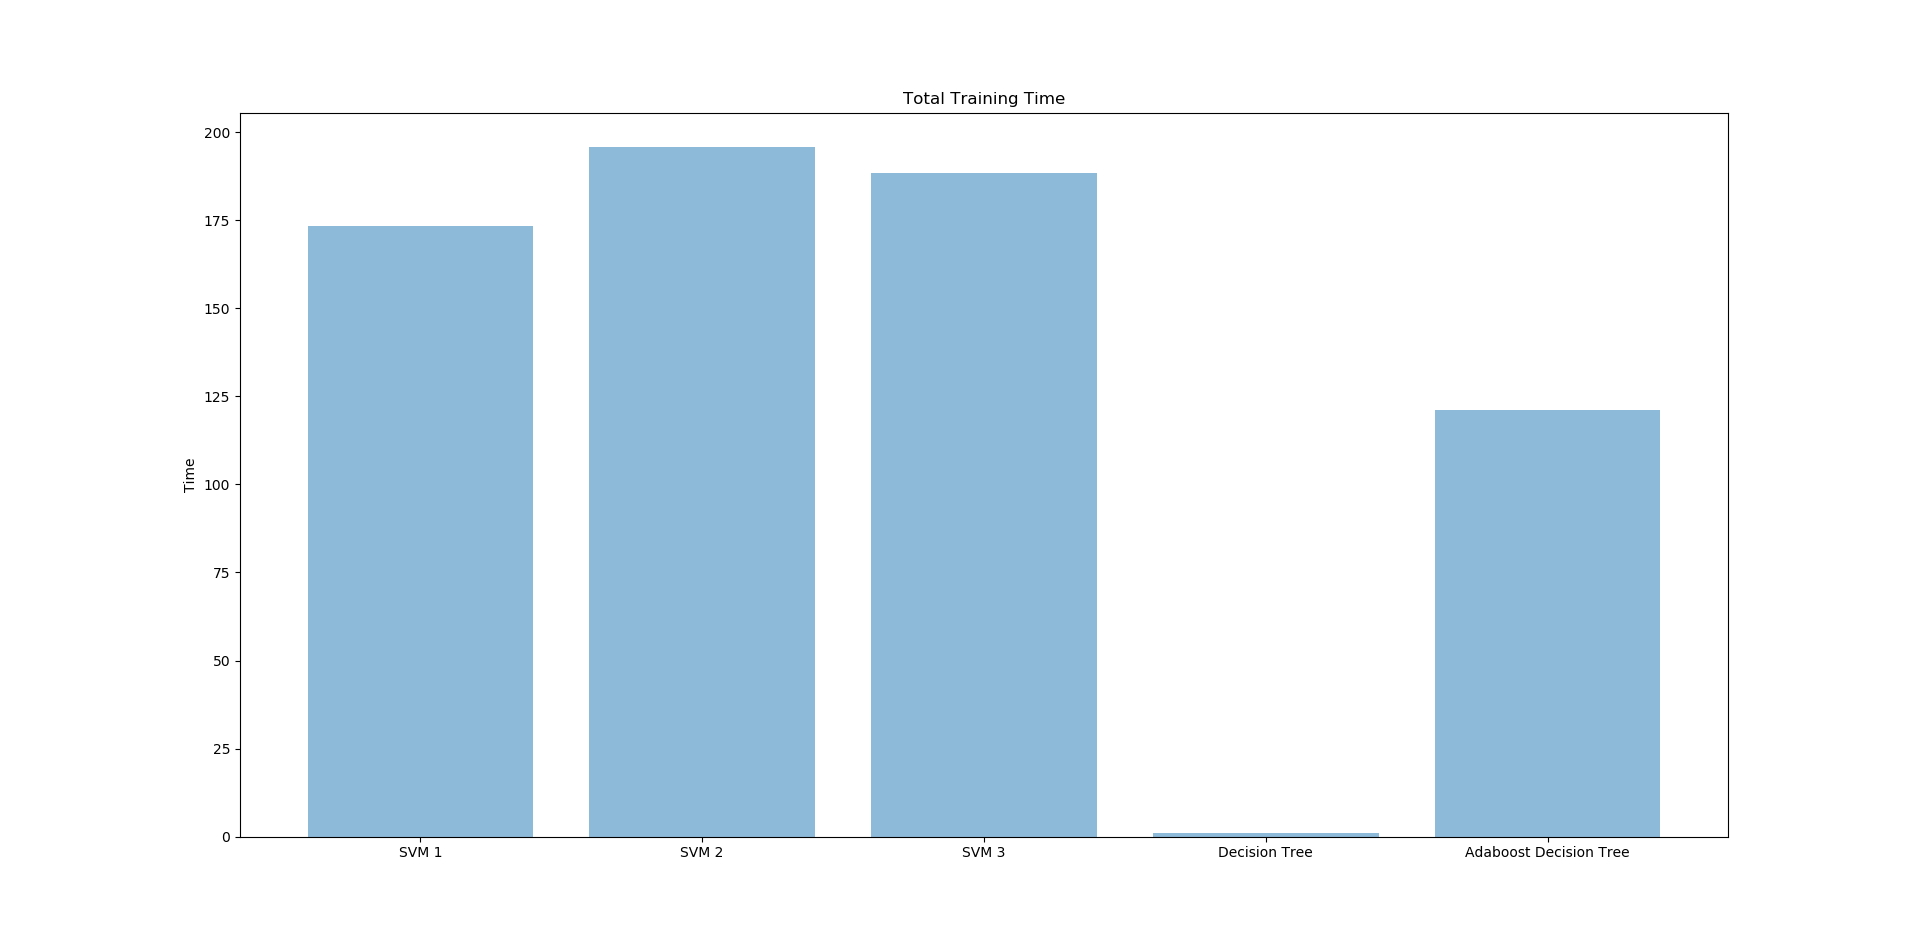 Total Training Time
200
175
150
125
100
75
50
25
0
Time
SVM 1
SVM 2
SVM 3
Decision Tree
Adaboost Decision Tree